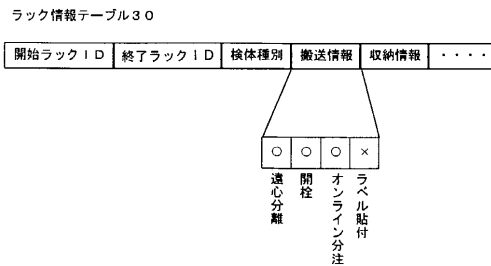 ラック情報テーブル３０
開始ラックＩＤ 終了ラックＩＤ 検体種別 搬送情報 収納情報 ・・・・
○ ○ ○ ×
遠心分離
開栓
オンライン分注
ラベル貼付